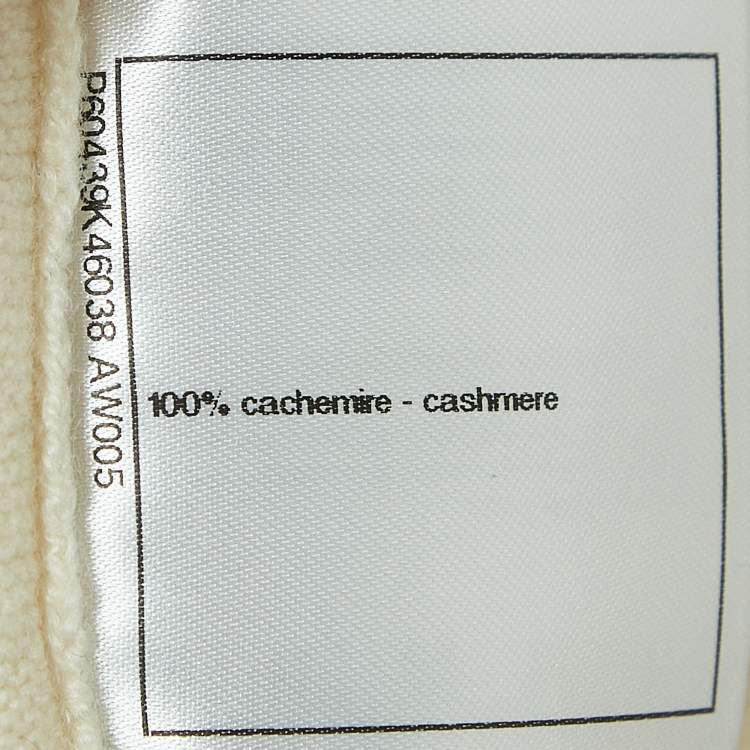 P60439K46038 AW005
100% cachemire - cashmere